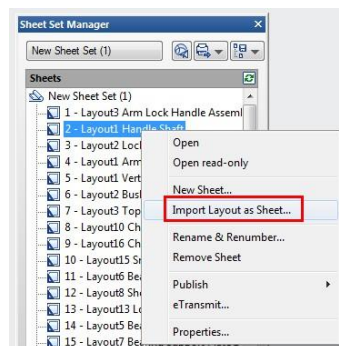 Sheet Set Manager
New Sheet Set (1)
Sheets
New Sheet Set (1)
1 - Layout3 Arm Lock Handle Asseml
2 - Layout1 Handle Shaft
3 - Layout2 Loc
4 - Layout1 Arm
5 - Layout1 Vert
6 - Layout2 Bus
7 - Layout3 Top
8 - Layout10 Ch
9 - Layout16 Ch
10 - Layout15 Sr
11 - Layout6 Be
12 - Layout8 Sh
13 - Layout13 Lo
14 - Layout5 Be
15 - Layout7 Be
Open
Open read-only
New Sheet...
Import Layout as Sheet...
Rename & Renumber...
Remove Sheet
Publish
eTransmit...
Properties...